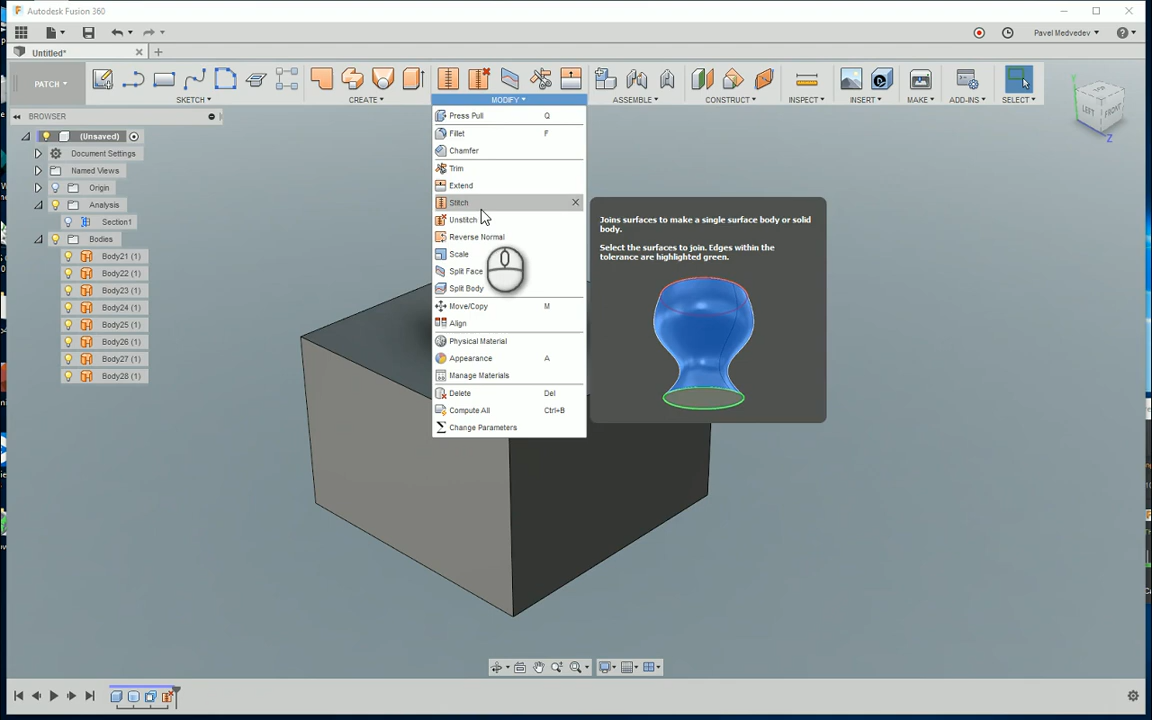 Autodesk Fusion 360
Untitled*
Pavel Medvedev
PATCH
SKETCH
CREATE
MODIFY
ASSEMBLE
CONSTRUCT
INSPECT
INSERT
MAKE
ADD-INS
SELECT
BROWSER
(Unsaved)
Document Settings
Named Views
Origin
Analysis
Section1
Bodies
Body21 (1)
Body22 (1)
Body23 (1)
Body24 (1)
Body25 (1)
Body26 (1)
Body27 (1)
Body28 (1)
Press Pull Q
Fillet F
Chamfer
Trim
Extend
Stitch
Unstitch
Reverse Normal
Scale
Split Face
Split Body
Move/Copy M
Align
Physical Material
Appearance A
Manage Materials
Delete Del
Compute All Ctrl+B
Change Parameters
Joins surfaces to make a single surface body or solid
body.
Select the surfaces to join. Edges within the
tolerance are highlighted green.
LEFT
FRONT
Z